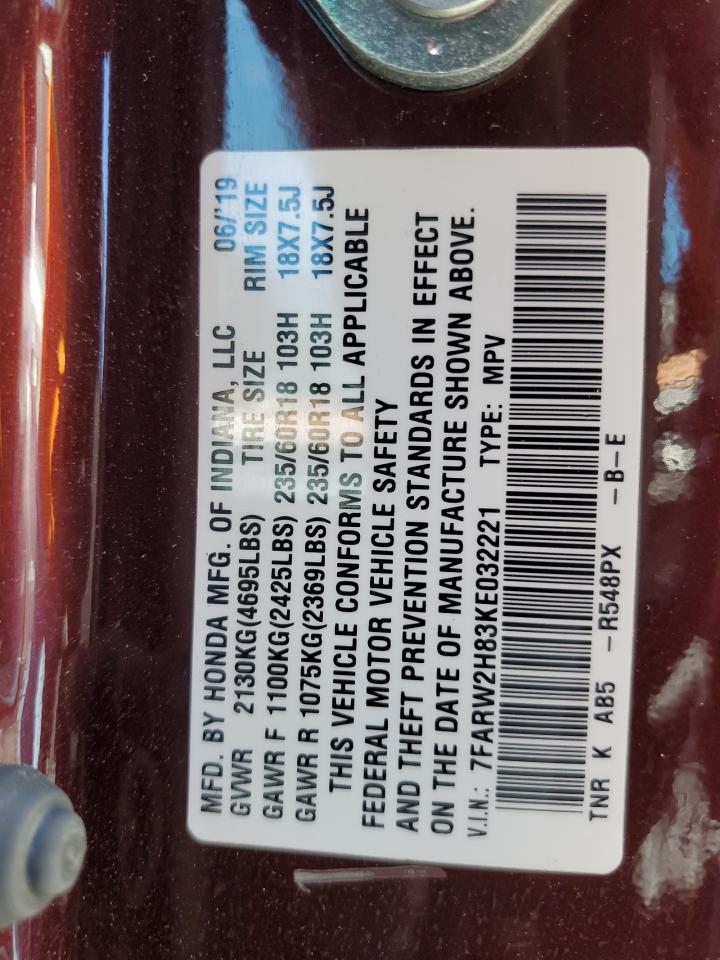 MFD. BY HONDA MFG. OF INDIANA, LLC 06/'19
GVWR 2130KG(4695LBS) TIRE SIZE RIM SIZE
GAWR F 1100KG(2425LBS) 235/60R18 103H 18X7.5J
GAWR R 1075KG(2369LBS) 235/60R18 103H 18X7.5J
THIS VEHICLE CONFORMS TO ALL APPLICABLE
FEDERAL MOTOR VEHICLE SAFETY
AND THEFT PREVENTION STANDARDS IN EFFECT
ON THE DATE OF MANUFACTURE SHOWN ABOVE.
V.I.N.: 7FARW2H83KE032221 TYPE: MPV
TNR K AB5 –R548PX –B–E